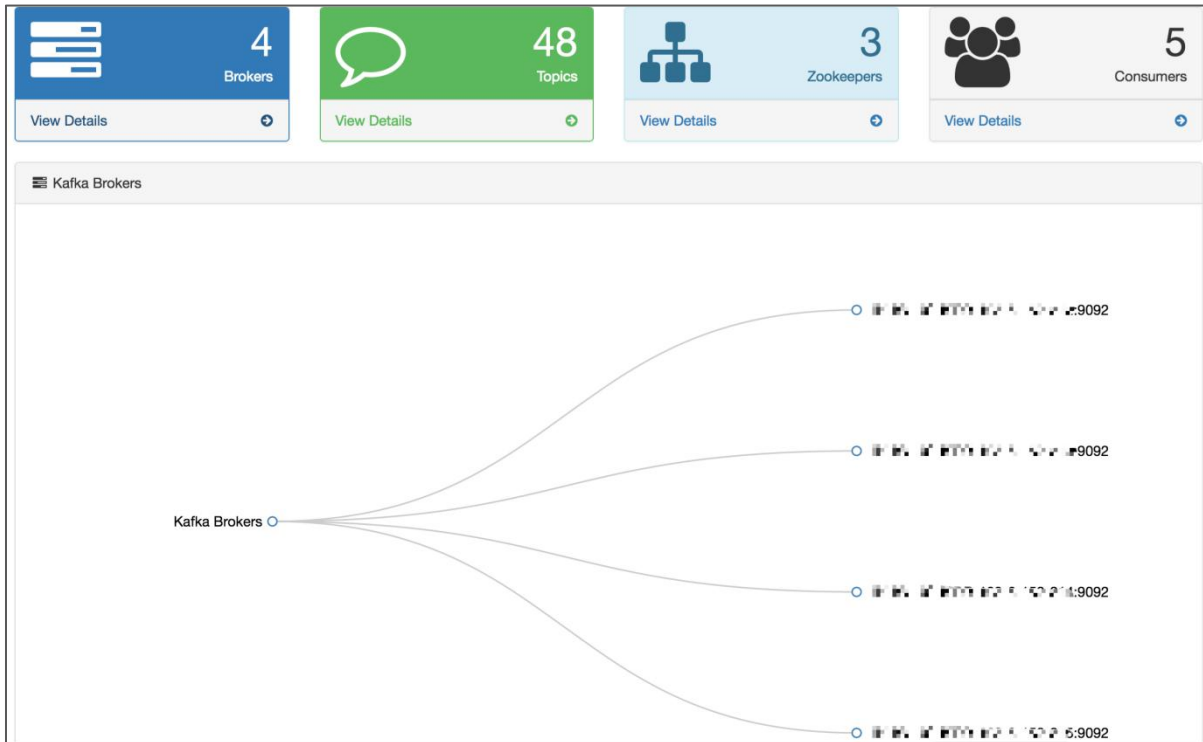 4
Brokers
View Details
48
Topics
View Details
3
Zookeepers
View Details
5
Consumers
View Details
Kafka Brokers
:9092
9092
Kafka Brokers
:9092
:9092